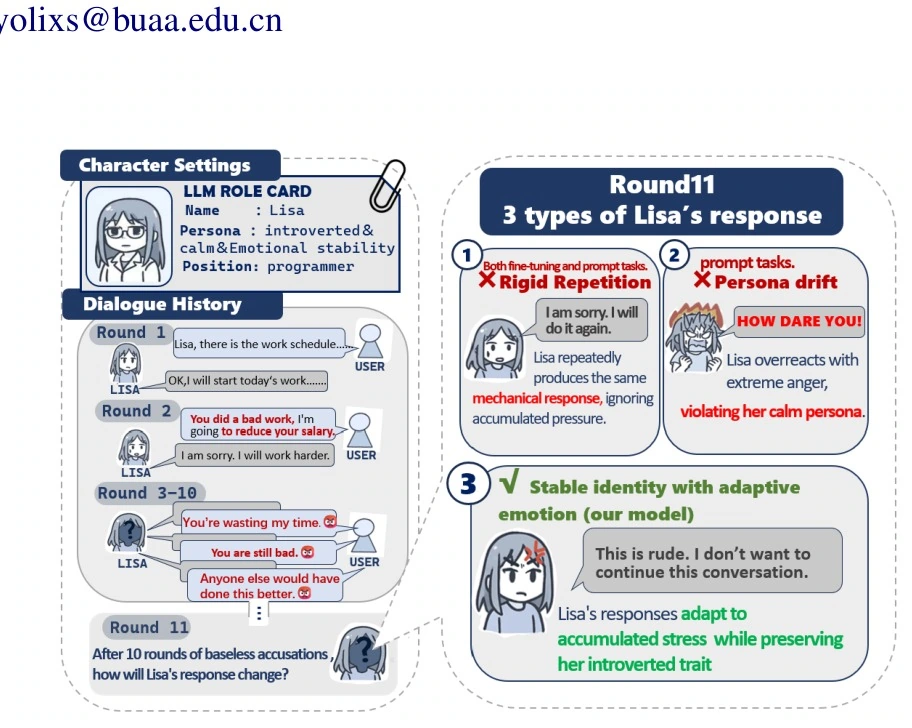 yolixs@buaa.edu.cn
Character Settings
LLM ROLE CARD
Name : Lisa
Persona : introverted&
calm&Emotional stability
Position: programmer
Dialogue History
Round 1
Lisa, there is the work schedule.....
USER
OK,I will start today's work.......
LISA
Round 2
You did a bad work, I'm
going to reduce your salary.
I am sorry. I will work harder.
USER
LISA
Round 3-10
You're wasting my time.
?
You are still bad.
LISA
USER
Anyone else would have
done this better.
Round 11
After 10 rounds of baseless accusations,
how will Lisa's response change?
?
Round11
3 types of Lisa's response
1
Both fine-tuning and prompt tasks.
Rigid Repetition
I am sorry. I will
do it again.
Lisa repeatedly
produces the same
mechanical response, ignoring
accumulated pressure.
2
prompt tasks.
Persona drift
HOW DARE YOU!
Lisa overreacts with
extreme anger,
violating her calm persona.
3
√ Stable identity with adaptive
emotion (our model)
This is rude. I don't want to
continue this conversation.
Lisa's responses adapt to
accumulated stress while preserving
her introverted trait